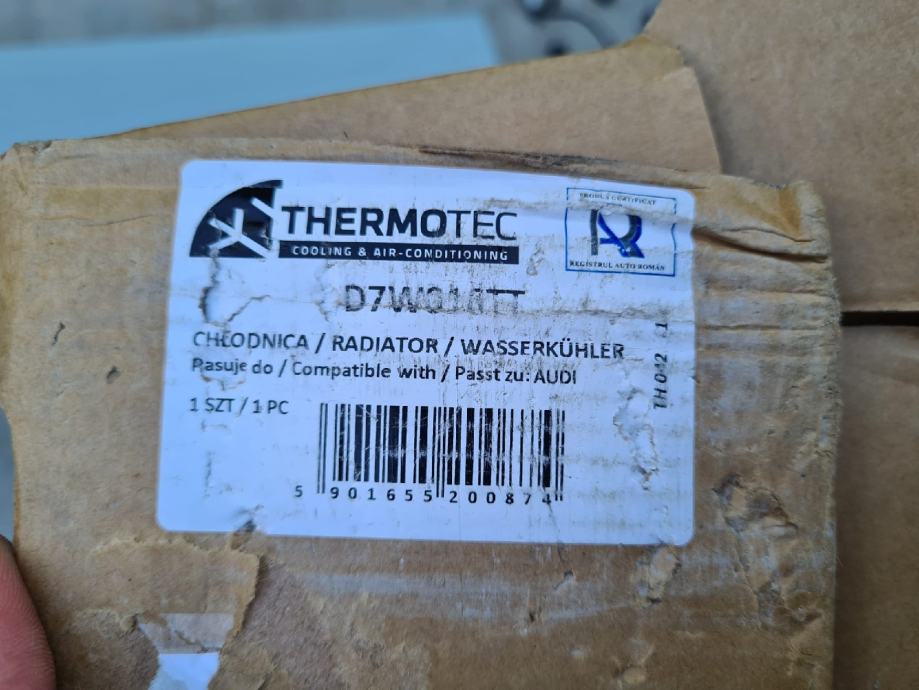 THERMOTEC
COOLING & AIR-CONDITIONING
PRODUS CERTIFICAT
REGISTRUL AUTO ROMÂN
CHŁODNICA / RADIATOR / WASSERKÜHLER
Pasuje do / Compatible with / Passt zu: AUDI
1 SZT / 1 PC
5 901655 200874